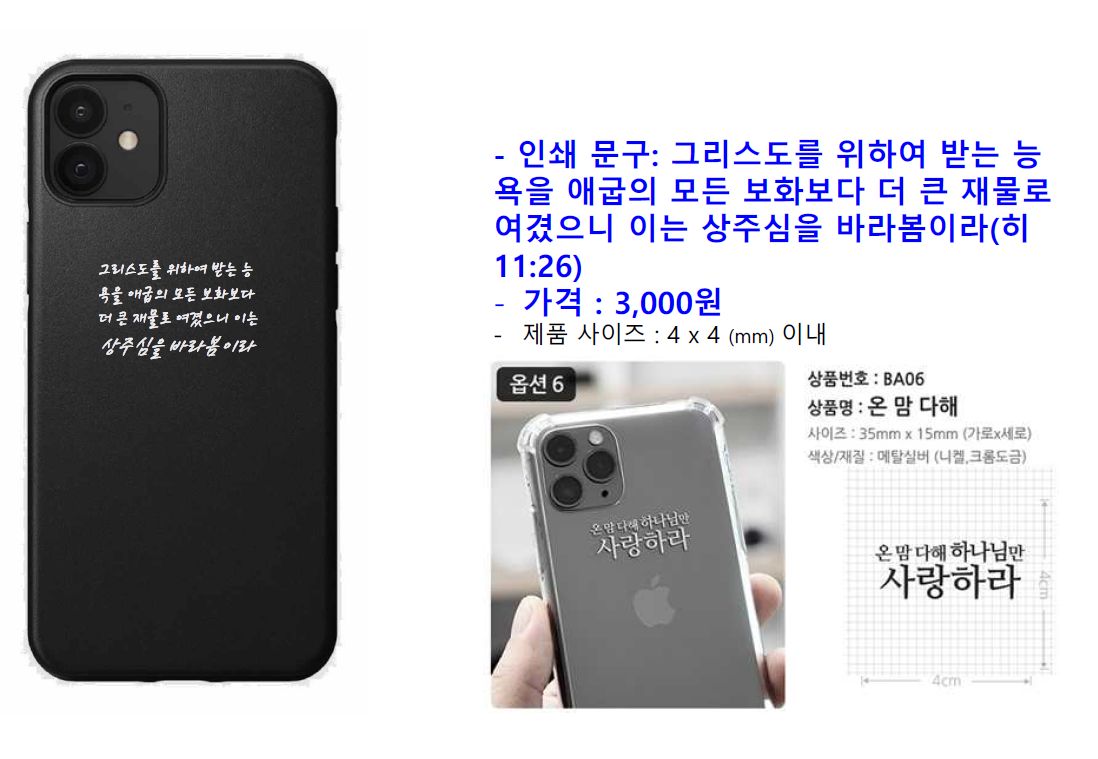 그리스도를 위하여 받는 능
욕을 애굽의 모든 보화보다
더 큰 재물로 여겼으니 이는
상주심을 바라봄이라
- 인쇄 문구: 그리스도를 위하여 받는 능
욕을 애굽의 모든 보화보다 더 큰 재물로
여겼으니 이는 상주심을 바라봄이라(히
11:26)
- 가격 : 3,000원
- 제품 사이즈 : 4 x 4 (mm) 이내
옵션 6
온 맘 다해 하나님만
사랑하라
상품번호 : BA06
상품명 : 온 맘 다해
사이즈 : 35mm x 15mm (가로x세로)
색상/재질 : 메탈실버 (니켈,크롬도금)
온 맘 다해 하나님만
사랑하라
4cm
4cm